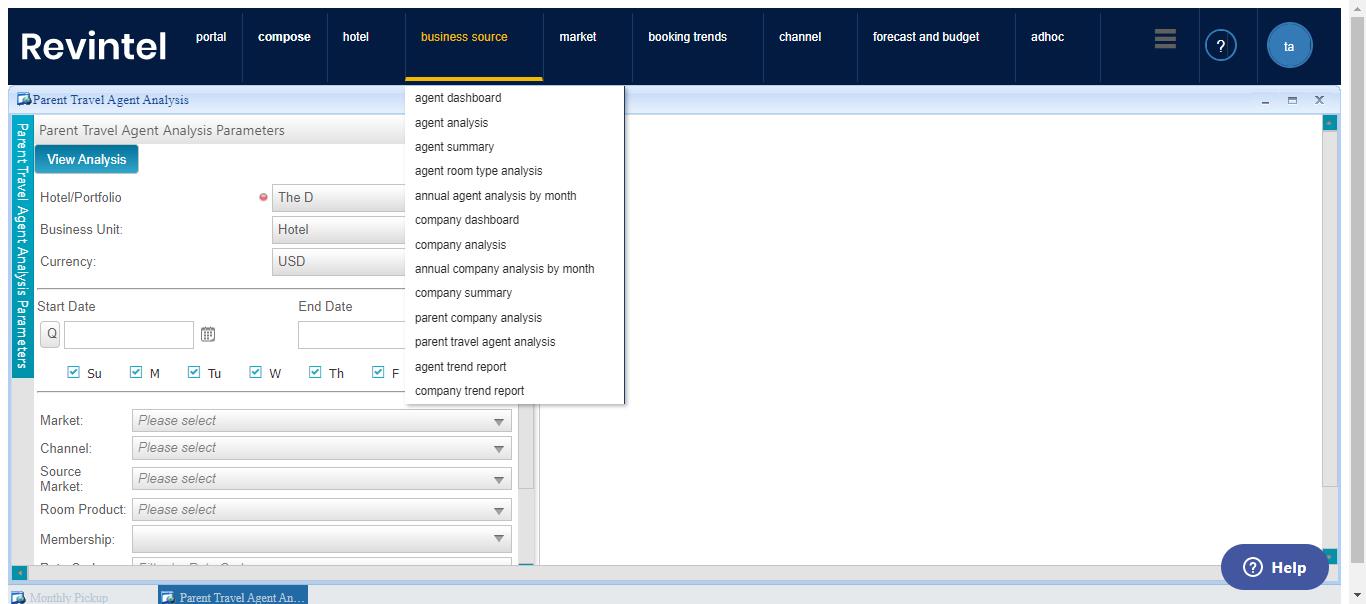 Revintel
portal
compose
hotel
business source
market
booking trends
channel
forecast and budget
adhoc
?
ta
Parent Travel Agent Analysis
Parent Travel Agent Analysis Parameters
Parent Travel Agent Analysis Parameters
View Analysis
Hotel/Portfolio
The D
Business Unit:
Hotel
Currency:
USD
Start Date
End Date
Q
Su
M
Tu
W
Th
F
agent dashboard
agent analysis
agent summary
agent room type analysis
annual agent analysis by month
company dashboard
company analysis
annual company analysis by month
company summary
parent company analysis
parent travel agent analysis
agent trend report
company trend report
Market:
Please select
Channel:
Please select
Source
Market:
Please select
Room Product:
Please select
Membership:
? Help
Monthly Pickup
Parent Travel Agent An...